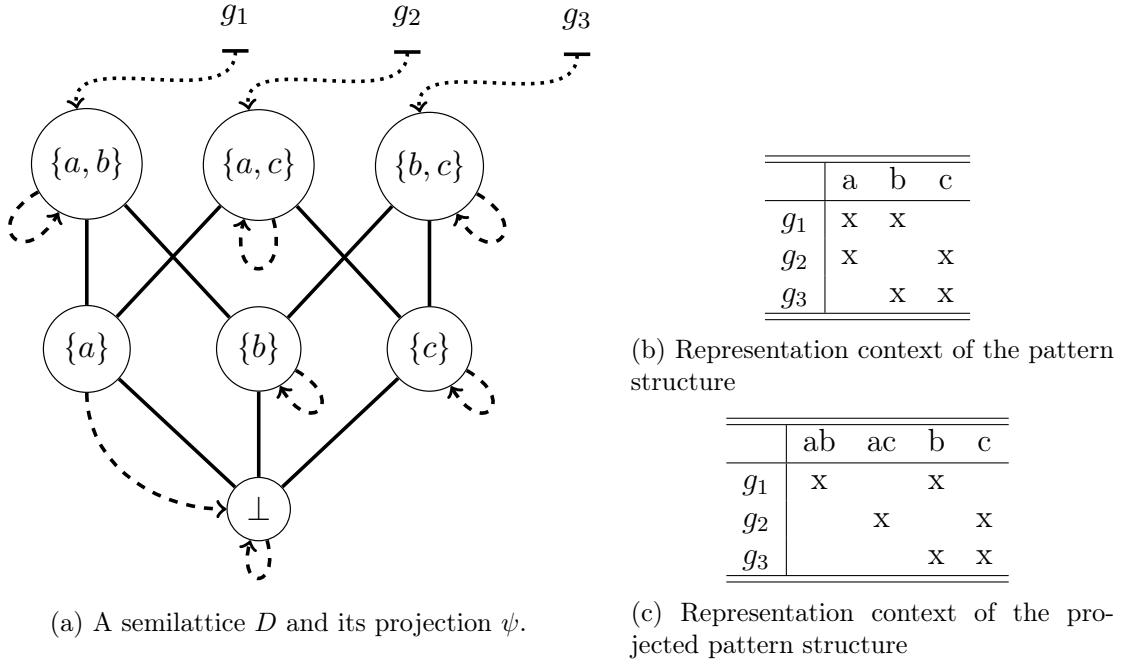 g1 g2 g3
{a, b} {a, c} {b, c}
{a} {b} {c}
⊥
(a) A semilattice D and its projection ψ.
a b c
g1 x x
g2 x x
g3 x x
(b) Representation context of the pattern
structure
ab ac b c
g1 x x
g2 x x
g3 x x
(c) Representation context of the pro-
jected pattern structure